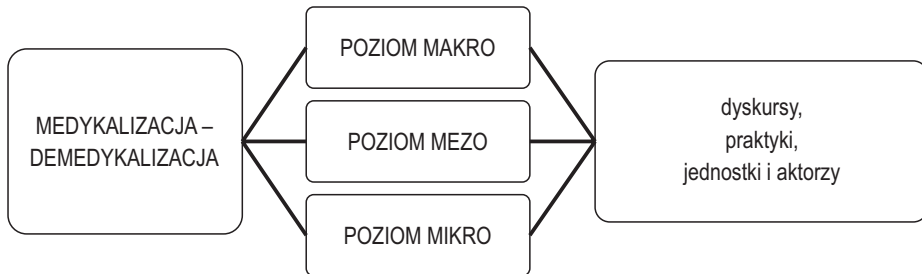 MEDYKALIZACJA –
DEMEDYKALIZACJA
POZIOM MAKRO
POZIOM MEZO
POZIOM MIKRO
dyskursy,
praktyki,
jednostki i aktorzy